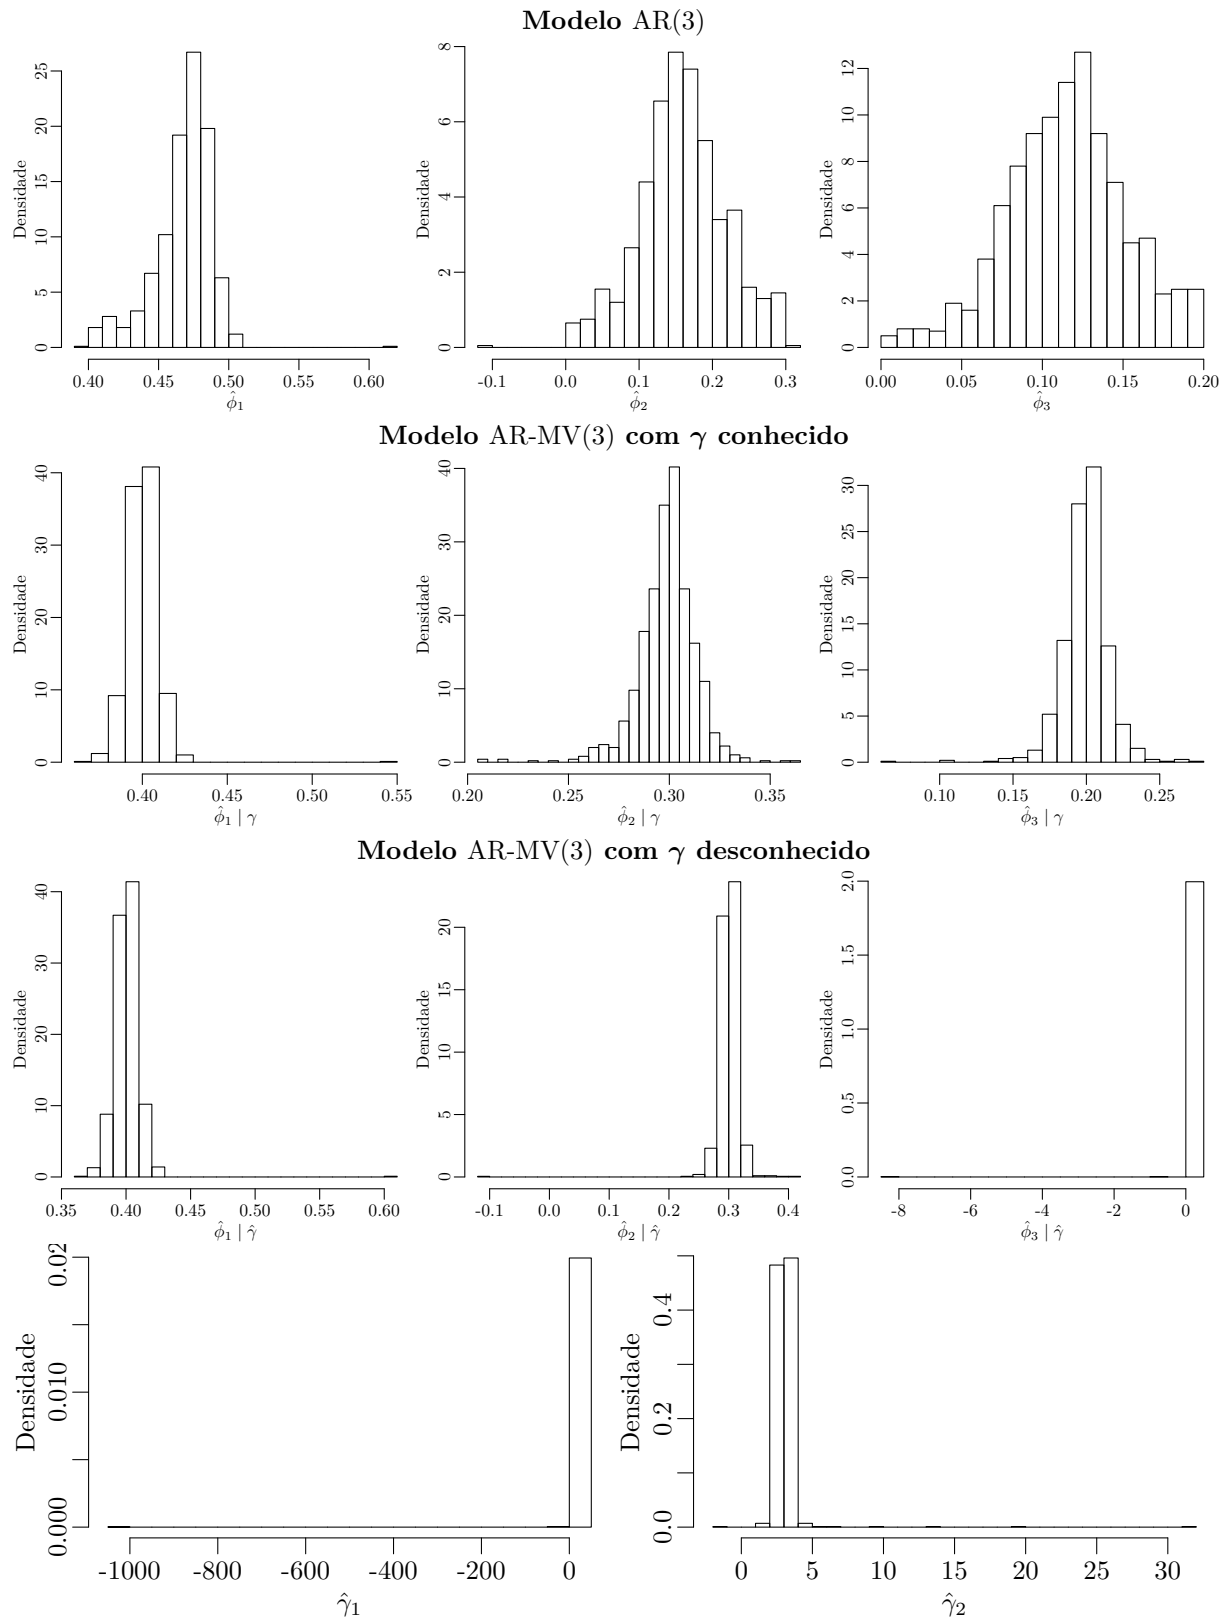 Modelo AR(3)
Densidade
0 5 10 15 20 25
0.40 0.45 0.50 0.55 0.60
ϕ̂₁
Densidade
0 2 4 6 8
-0.1 0.0 0.1 0.2 0.3
ϕ̂₂
Densidade
0 2 4 6 8 10 12
0.00 0.05 0.10 0.15 0.20
ϕ̂₃
Modelo AR-MV(3) com γ conhecido
Densidade
0 10 20 30 40
0.40 0.45 0.50 0.55
ϕ̂₁ | γ
Densidade
0 10 20 30 40
0.20 0.25 0.30 0.35
ϕ̂₂ | γ
Densidade
0 5 10 15 20 25 30
0.10 0.15 0.20 0.25
ϕ̂₃ | γ
Modelo AR-MV(3) com γ desconhecido
Densidade
0 10 20 30 40
0.35 0.40 0.45 0.50 0.55 0.60
ϕ̂₁ | γ̂
Densidade
0 5 10 15 20
-0.1 0.0 0.1 0.2 0.3 0.4
ϕ̂₂ | γ̂
Densidade
0.0 0.5 1.0 1.5 2.0
-8 -6 -4 -2 0
ϕ̂₃ | γ̂
Densidade
0.000 0.010 0.02
-1000 -800 -600 -400 -200 0
γ̂₁
Densidade
0.0 0.2 0.4
0 5 10 15 20 25 30
γ̂₂